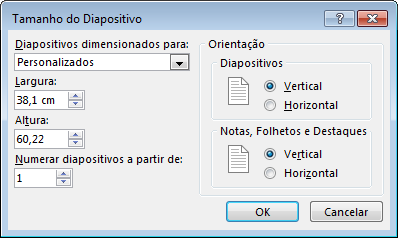 Tamanho do Diapositivo
Diapositivos dimensionados para:
Personalizados
Largura:
38,1 cm
Altura:
60,22
Numerar diapositivos a partir de:
1
Orientação
Diapositivos
Vertical
Horizontal
Notas, Folhetos e Destaques
Vertical
Horizontal
OK
Cancelar